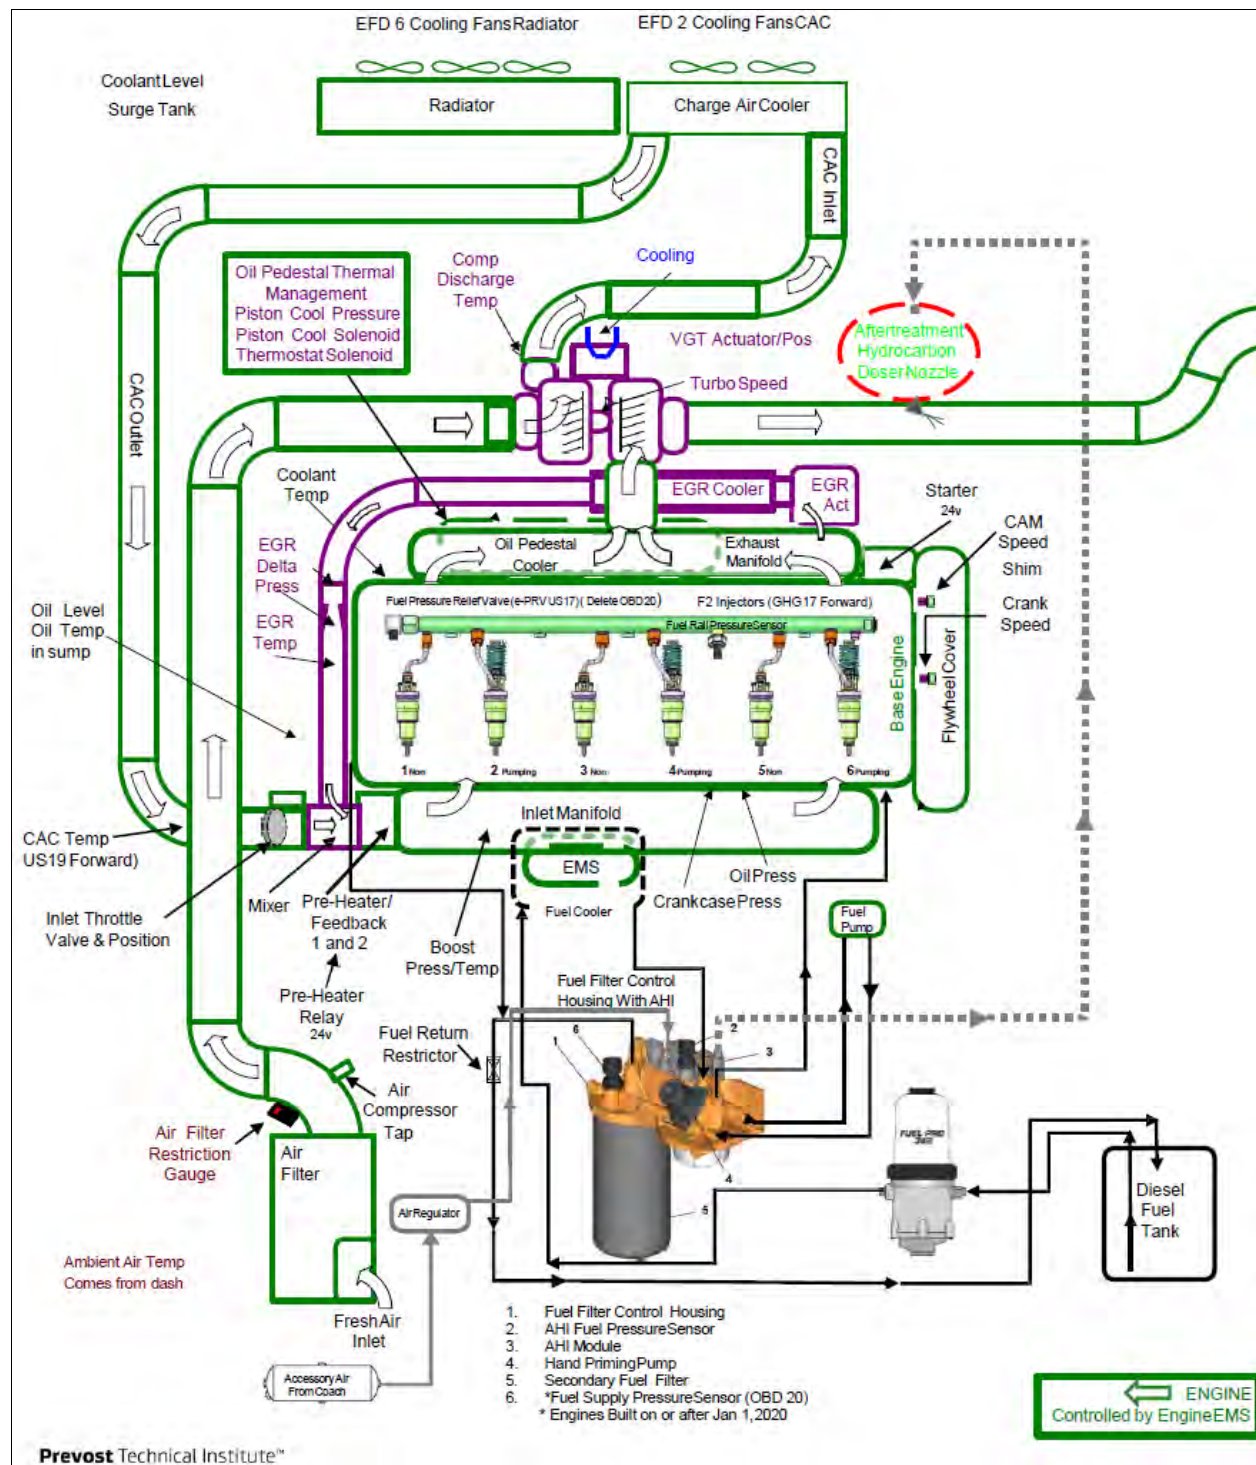 EFD 6 Cooling Fans Radiator
EFD 2 Cooling Fans CAC
Coolant Level
Surge Tank
Radiator
Charge Air Cooler
CAC Inlet
Oil Pedestal Thermal
Management
Piston Cool Pressure
Piston Cool Solenoid
Thermostat Solenoid
Comp
Discharge
Temp
Cooling
VGT Actuator/Pos
Turbo Speed
Aftertreatment
Hydrocarbon
Doser Nozzle
CAC Outlet
Coolant
Temp
EGR Cooler
EGR
Act
Starter
24v
CAM
Speed
Shim
Crank
Speed
Oil Pedestal
Cooler
Exhaust
Manifold
EGR
Delta
Press
EGR
Temp
Oil Level
Oil Temp
in sump
Fuel Pressure Relief Valve (e-PRV US17) ( Delete OBD20 )
F2 Injectors (GHG17 Forward)
Fuel Rail Pressure Sensor
Base Engine
Flywheel Cover
1 Non
2 Pumping
3 Non
4 Pumping
5 Non
6 Pumping
Inlet Manifold
EMS
Fuel Cooler
Oil Press
Crankcase Press
CAC Temp
US19 Forward)
Inlet Throttle
Valve & Position
Mixer
Pre-Heater/
Feedback
1 and 2
Pre-Heater
Relay
24v
Boost
Press/Temp
Fuel
Pump
Fuel Filter Control
Housing With AHI
Fuel Return
Restrictor
6
1
2
3
4
5
Air
Compressor
Tap
Air Filter
Restriction
Gauge
Air
Filter
Air Regulator
FUEL PRO
382
Diesel
Fuel
Tank
Ambient Air Temp
Comes from dash
Fresh Air
Inlet
Accessory Air
From Coach
1. Fuel Filter Control Housing
2. AHI Fuel Pressure Sensor
3. AHI Module
4. Hand Priming Pump
5. Secondary Fuel Filter
6. *Fuel Supply Pressure Sensor (OBD 20)
* Engines Built on or after Jan 1, 2020
ENGINE
Controlled by Engine EMS
Prevost Technical Institute™